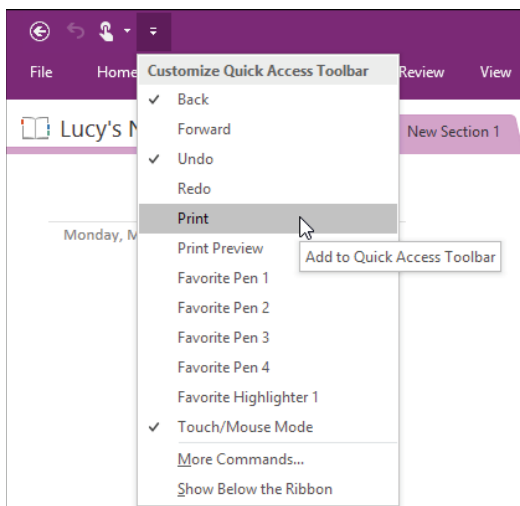 File Home Review View
Customize Quick Access Toolbar
Back
Lucy's
Forward
New Section 1
Undo
Redo
Print
Monday,
Print Preview
Add to Quick Access Toolbar
Favorite Pen 1
Favorite Pen 2
Favorite Pen 3
Favorite Pen 4
Favorite Highlighter 1
Touch/Mouse Mode
More Commands...
Show Below the Ribbon